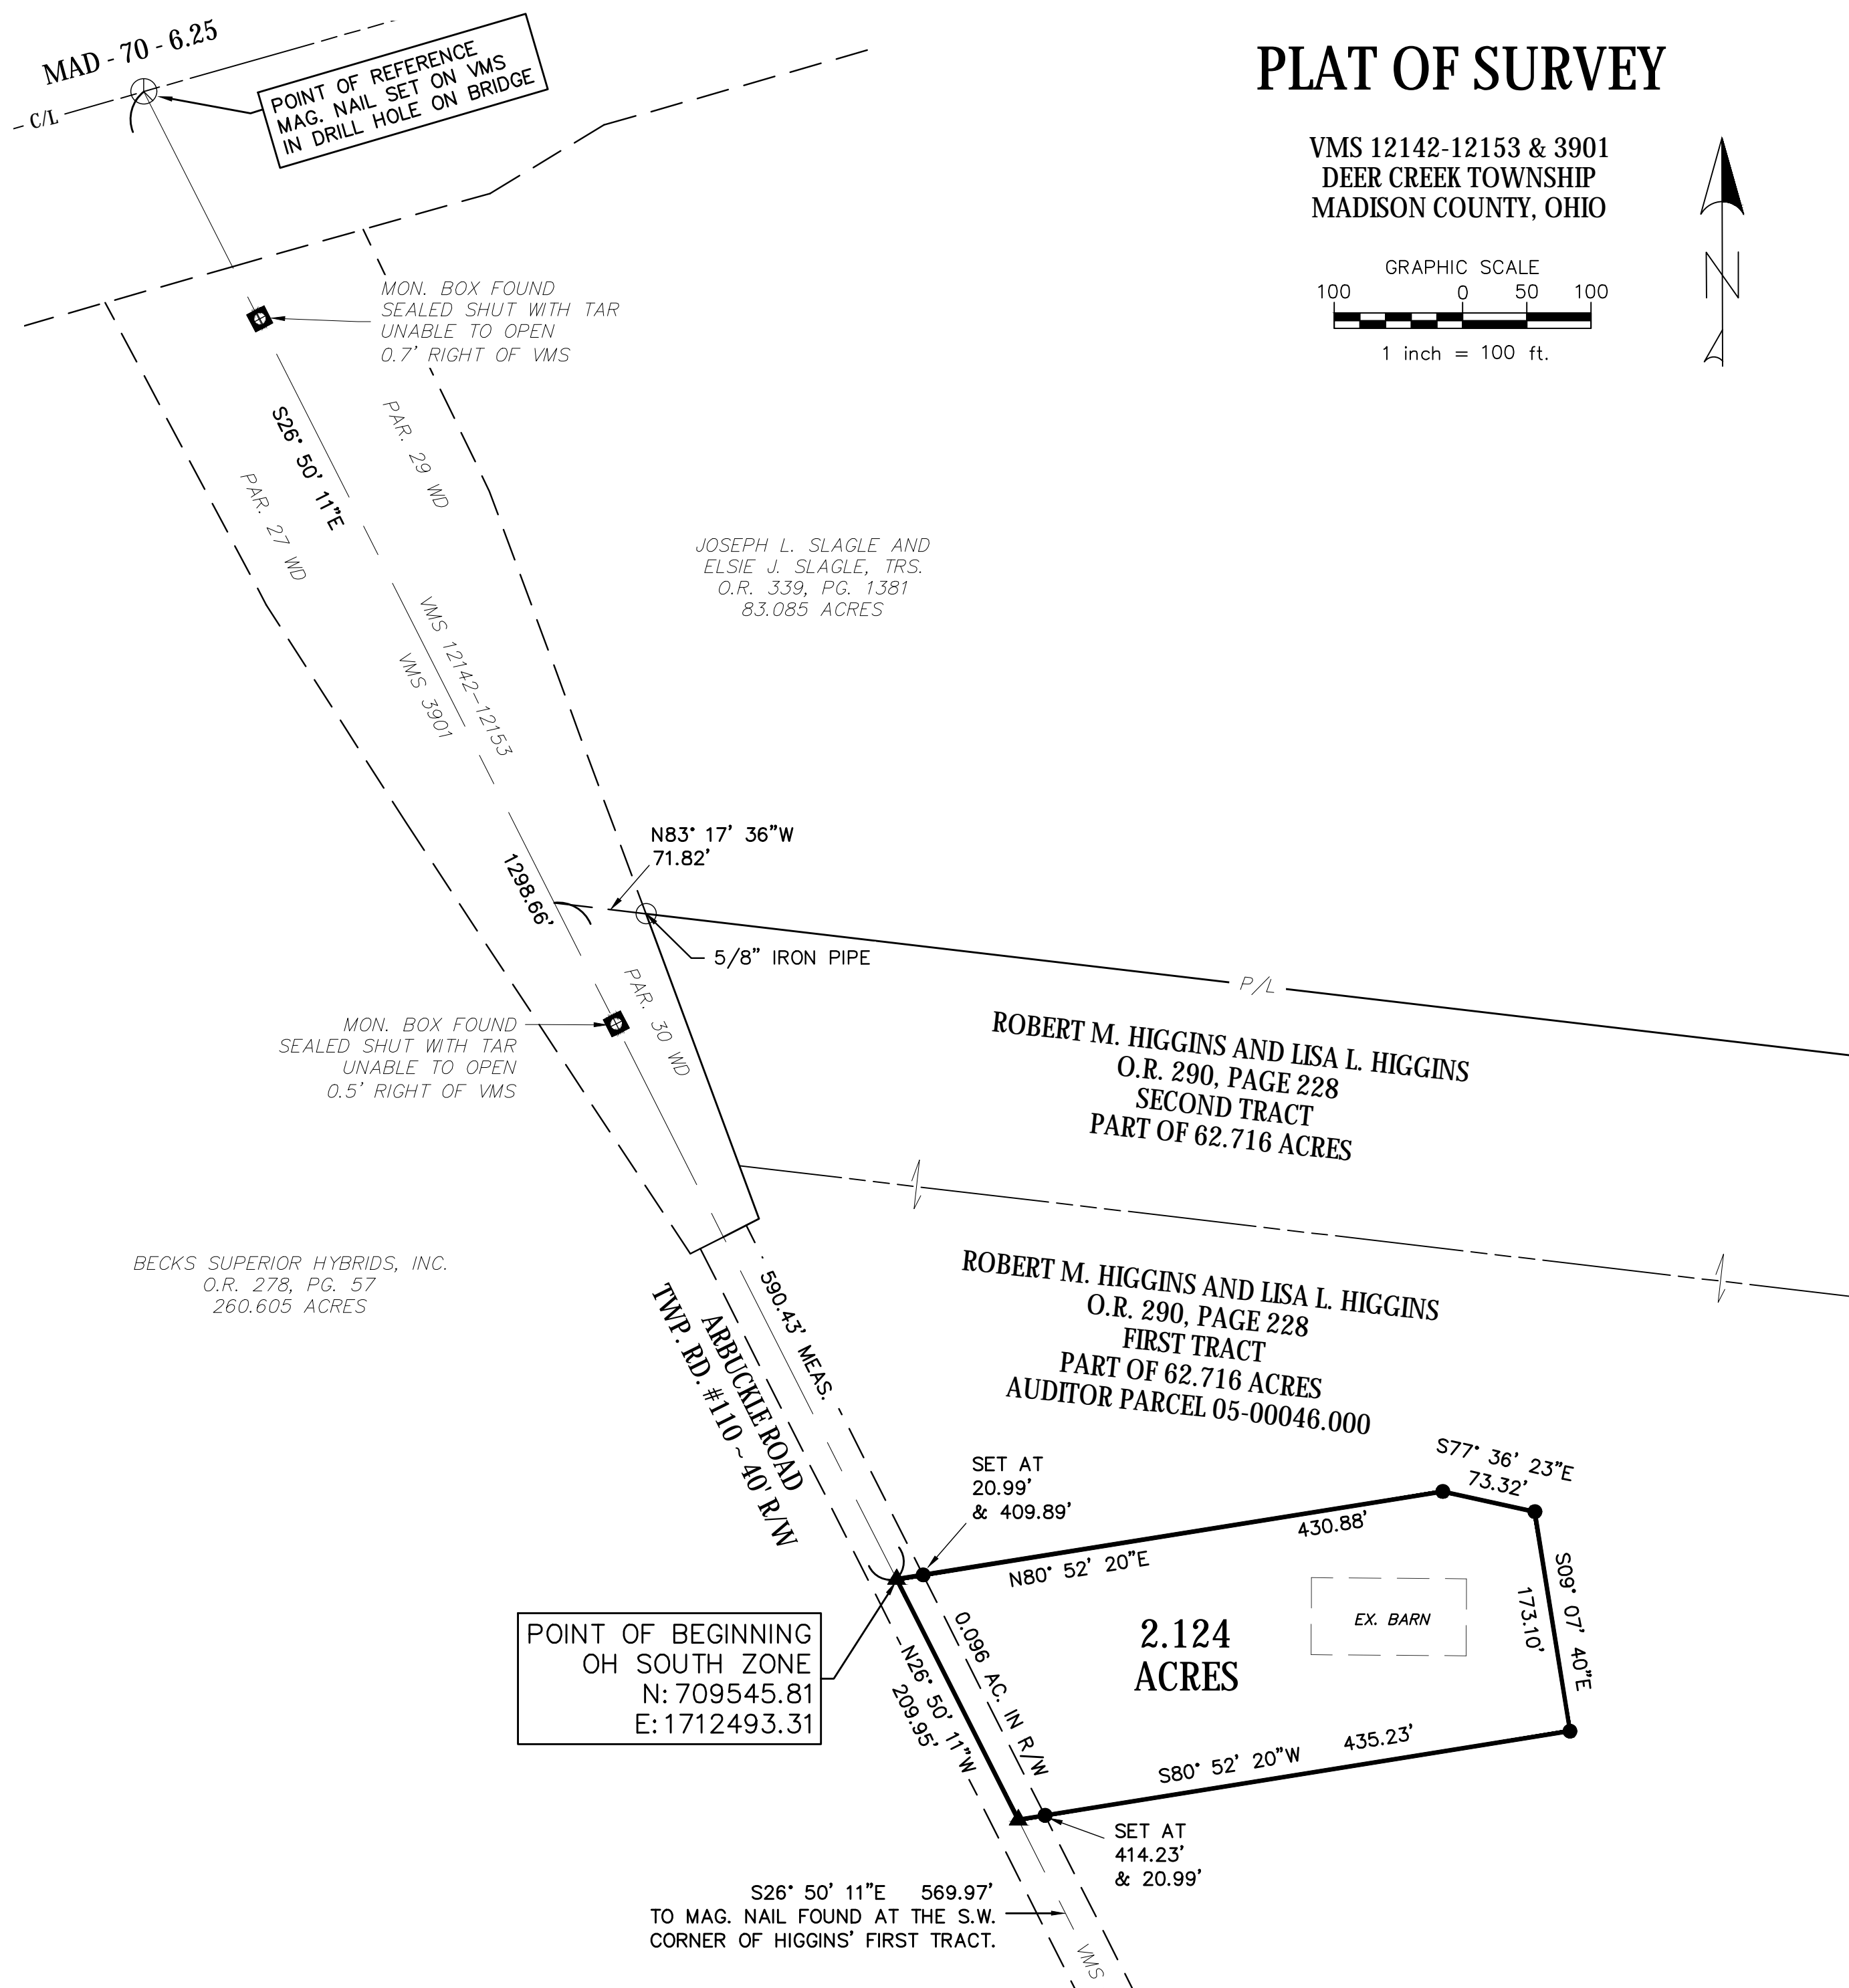 MAD - 70 - 6.25
C/L
POINT OF REFERENCE
MAG. NAIL SET ON VMS
IN DRILL HOLE ON BRIDGE
PLAT OF SURVEY
VMS 12142-12153 & 3901
DEER CREEK TOWNSHIP
MADISON COUNTY, OHIO
GRAPHIC SCALE
100 0 50 100
1 inch = 100 ft.
N
MON. BOX FOUND
SEALED SHUT WITH TAR
UNABLE TO OPEN
0.7' RIGHT OF VMS
S26° 50' 11"E
PAR. 29 WD
PAR. 27 WD
JOSEPH L. SLAGLE AND
ELSIE J. SLAGLE, TRS.
O.R. 339, PG. 1381
83.085 ACRES
VMS 12142-12153
VMS 3901
N83° 17' 36"W
71.82'
1298.66'
5/8" IRON PIPE
P/L
PAR. 30 WD
MON. BOX FOUND
SEALED SHUT WITH TAR
UNABLE TO OPEN
0.5' RIGHT OF VMS
ROBERT M. HIGGINS AND LISA L. HIGGINS
O.R. 290, PAGE 228
SECOND TRACT
PART OF 62.716 ACRES
BECKS SUPERIOR HYBRIDS, INC.
O.R. 278, PG. 57
260.605 ACRES
590.43' MEAS.
ARBUCKLE ROAD
TWP. RD. #110 ~ 40' R/W
ROBERT M. HIGGINS AND LISA L. HIGGINS
O.R. 290, PAGE 228
FIRST TRACT
PART OF 62.716 ACRES
AUDITOR PARCEL 05-00046.000
SET AT
20.99'
& 409.89'
S77° 36' 23"E
73.32'
430.88'
N80° 52' 20"E
S09° 07' 40"E
173.10'
EX. BARN
2.124
ACRES
0.096 AC. IN R/W
N26° 50' 11"W
209.95'
POINT OF BEGINNING
OH SOUTH ZONE
N: 709545.81
E: 1712493.31
S80° 52' 20"W 435.23'
SET AT
414.23'
& 20.99'
S26° 50' 11"E 569.97'
TO MAG. NAIL FOUND AT THE S.W.
CORNER OF HIGGINS' FIRST TRACT.
VMS